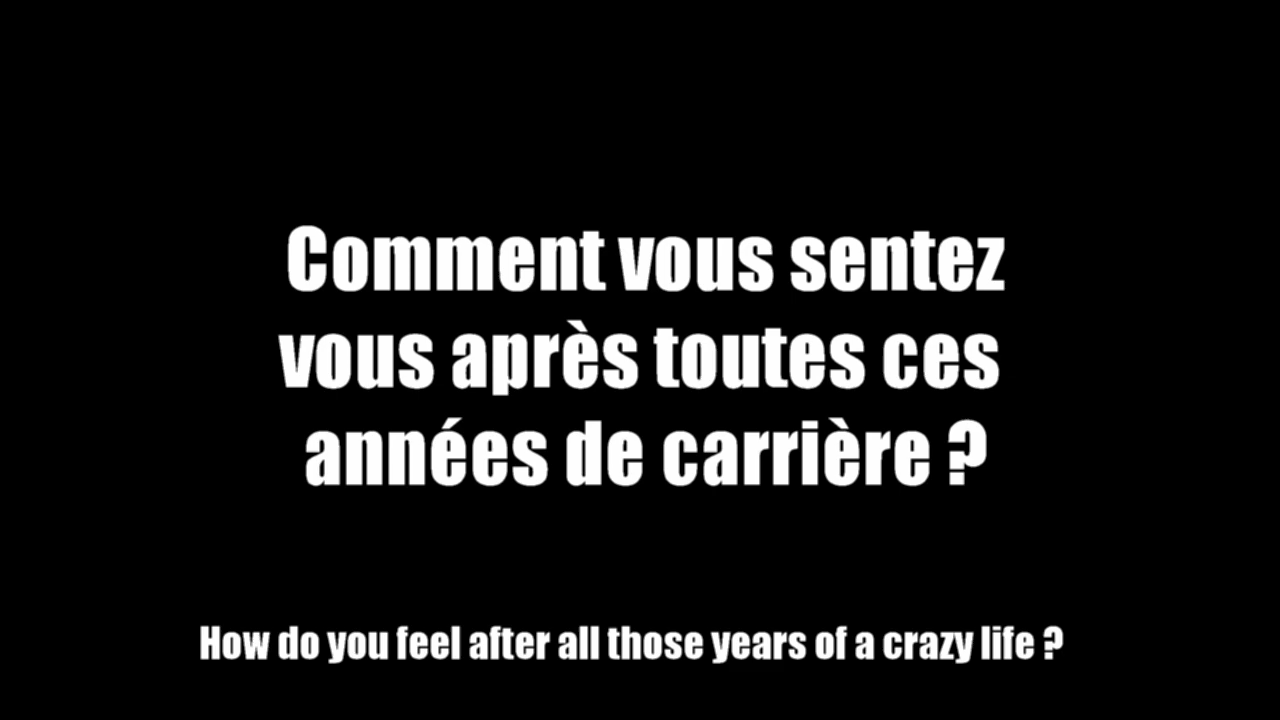 Comment vous sentez
vous après toutes ces
années de carrière ?
How do you feel after all those years of a crazy life ?